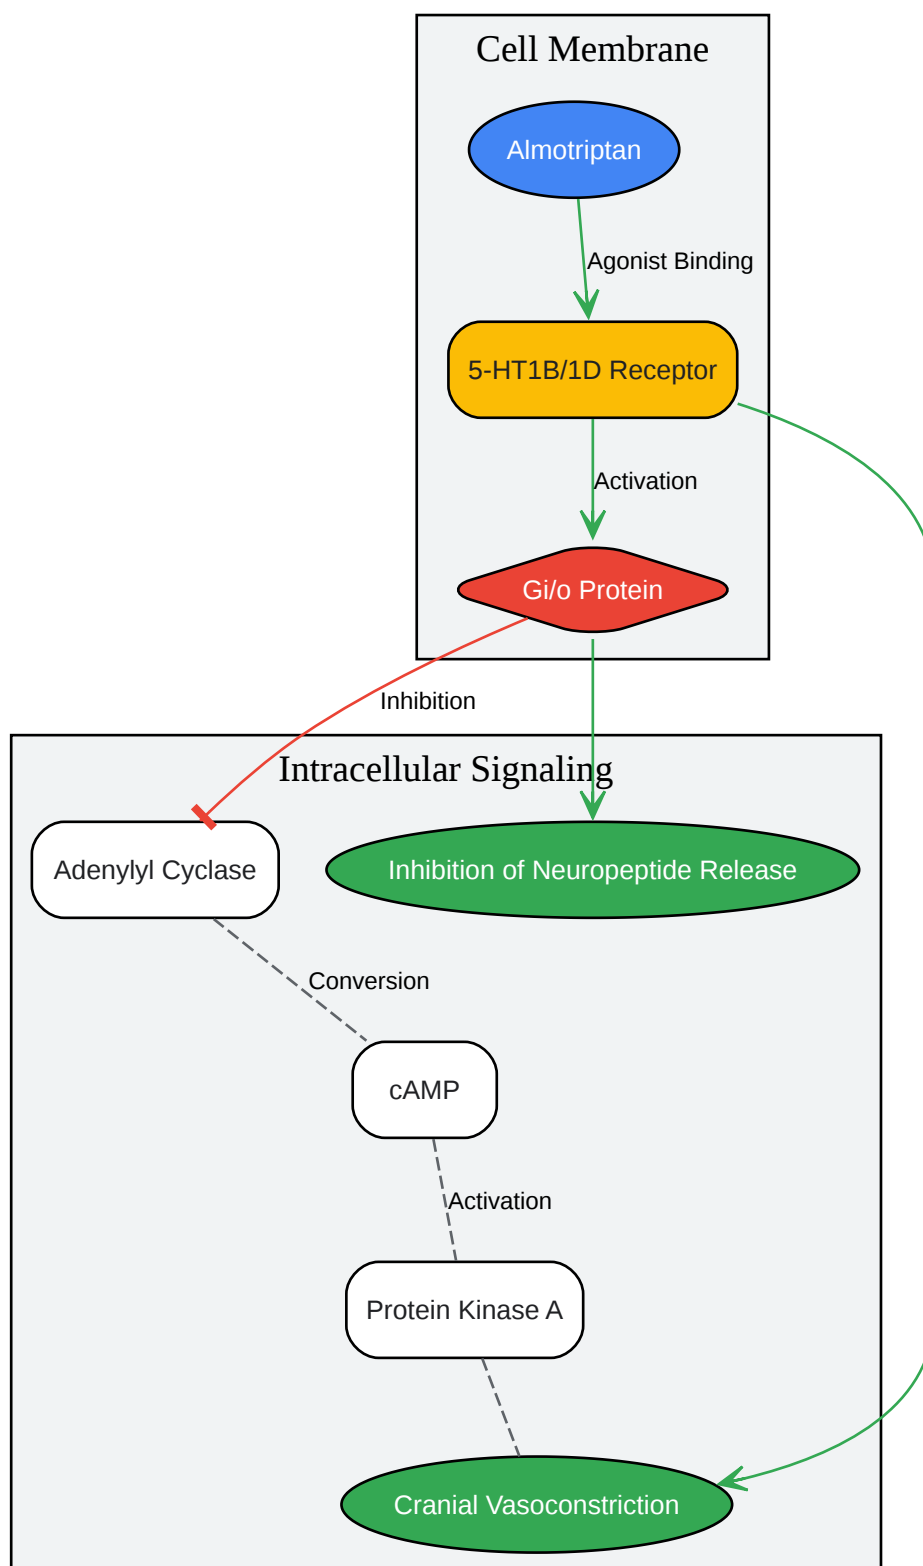 Cell Membrane
Almotriptan
Agonist Binding
5-HT1B/1D Receptor
Activation
Gi/o Protein
Inhibition
Intracellular Signaling
Adenylyl Cyclase
Inhibition of Neuropeptide Release
Conversion
cAMP
Activation
Protein Kinase A
Cranial Vasoconstriction